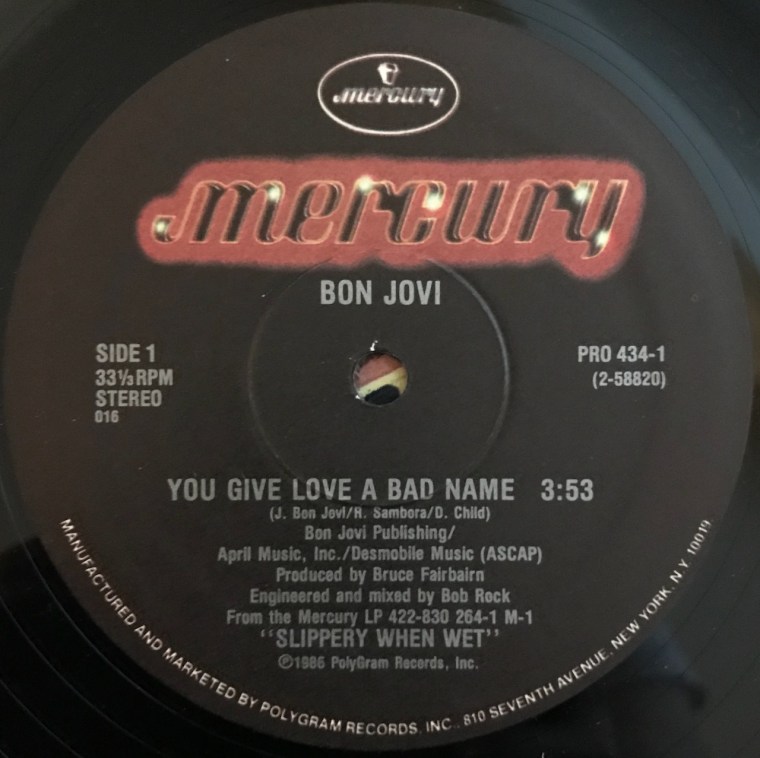 mercury
mercury
BON JOVI
SIDE 1
33⅓ RPM
STEREO
016
PRO 434-1
(2-58820)
YOU GIVE LOVE A BAD NAME 3:53
(J. Bon Jovi/R. Sambora/D. Child)
Bon Jovi Publishing/
April Music, Inc./Desmobile Music (ASCAP)
Produced by Bruce Fairbairn
Engineered and mixed by Bob Rock
From the Mercury LP 422-830 264-1 M-1
"SLIPPERY WHEN WET"
℗1986 PolyGram Records, Inc.
MANUFACTURED AND MARKETED BY POLYGRAM RECORDS, INC., 810 SEVENTH AVENUE, NEW YORK, N.Y. 10019